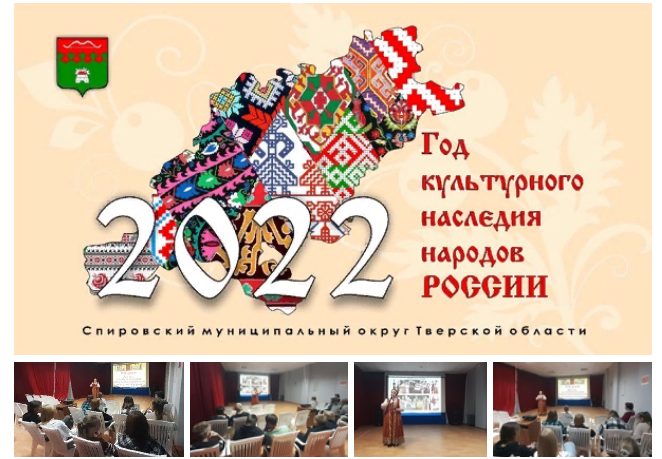 2022
Год
культурного
наследия
народов
РОССИИ
Спировский муниципальный округ Тверской области